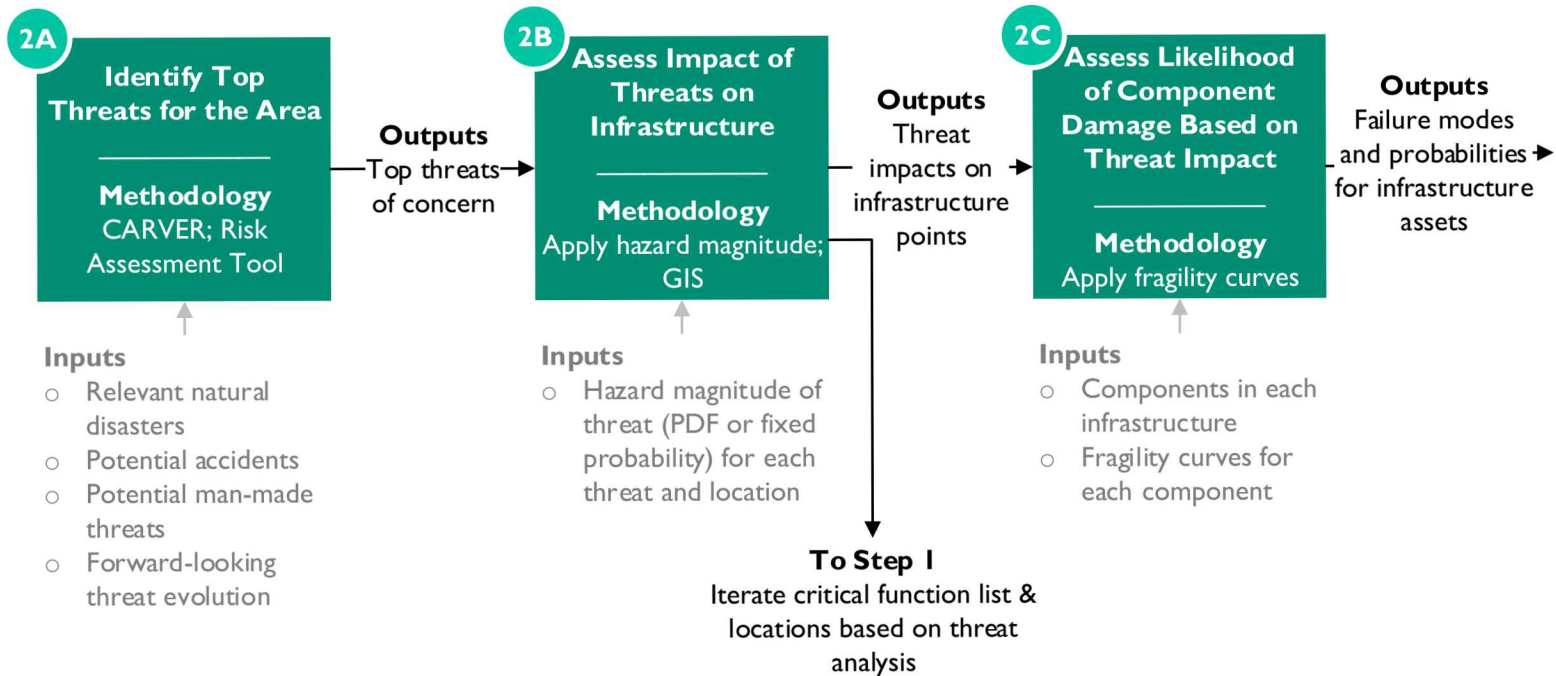 2A
Identify Top
Threats for the Area
Methodology
CARVER; Risk
Assessment Tool
Inputs
○ Relevant natural
disasters
○ Potential accidents
○ Potential man-made
threats
○ Forward-looking
threat evolution
Outputs
Top threats
of concern
2B
Assess Impact of
Threats on
Infrastructure
Methodology
Apply hazard magnitude;
GIS
Inputs
○ Hazard magnitude of
threat (PDF or fixed
probability) for each
threat and location
Outputs
Threat
impacts on
infrastructure
points
To Step 1
Iterate critical function list &
locations based on threat
analysis
2C
Assess Likelihood
of Component
Damage Based on
Threat Impact
Methodology
Apply fragility curves
Inputs
○ Components in each
infrastructure
○ Fragility curves for
each component
Outputs
Failure modes
and probabilities
for infrastructure
assets